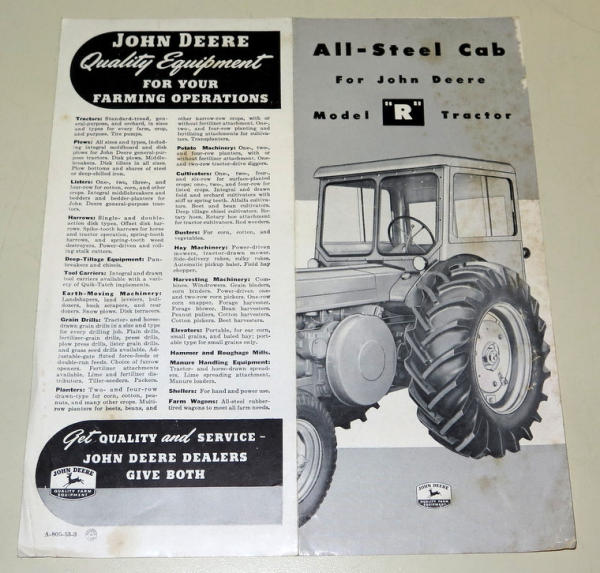 JOHN DEERE
Quality Equipment
FOR YOUR
FARMING OPERATIONS
Tractors: Standard-tread, gen-
eral-purpose, and orchard, in sizes
and types for every farm, crop,
and purpose. Tire pumps.
Plows: All sizes and types, includ-
ing integral moldboard and disk
plows for John Deere general-pur-
pose tractors. Disk plows. Middle-
breakers. Disk tillers in all sizes.
Plow bottoms and shares of steel
or deep-chilled iron.
Listers: One-, two-, three-, and
four-row for cotton, corn, and other
crops. Integral middlebreakers and
bedders and bedder-planters for
John Deere general-purpose trac-
tors.
Harrows: Single- and double-
action disk types. Offset disk har-
rows. Spike-tooth harrows for horse
and tractor operation, spring-tooth
harrows, and spring-tooth weed
destroyers. Power-driven and roll-
ing stalk cutters.
Deep-Tillage Equipment: Pan-
breakers and chisels.
Tool Carriers: Integral and drawn
tool carriers available with a vari-
ety of Quik-Tatch implements.
Earth-Moving Machinery:
Landshapers, land levelers, bull-
dozers, back scrapers, and rear
dozers. Snow plows. Disk terracers.
Grain Drills: Tractor- and horse-
drawn grain drills in a size and type
for every drilling job. Plain drills,
fertilizer-grain drills, press drills,
plow press drills, lister grain drills,
and grass seed drills available. Ad-
justable-gate fluted force-feeds or
double-run feeds. Choice of furrow
openers. Fertilizer attachments
available. Lime and fertilizer dis-
tributors. Tiller-seeders. Packers.
Planters: Two- and four-row
drawn-type for corn, cotton, pea-
nuts, and many other crops. Multi-
row planters for beets, beans, and
other narrow-row crops, with or
without fertilizer attachment. One-,
two-, and four-row planting and
fertilizing attachments for cultiva-
tors. Transplanters.
Potato Machinery: One-, two-,
and four-row planters, with or
without fertilizer attachment. One-
and two-row tractor-drive diggers.
Cultivators: One-, two-, four-,
and six-row for surface-planted
crops; one-, two-, and four-row for
listed crops. Integral and drawn
field and orchard cultivators with
stiff or spring teeth. Alfalfa cultiva-
tors. Beet and bean cultivators.
Deep tillage chisel cultivators. Ro-
tary hoes. Rotary hoe attachment
for tractor cultivators. Rod weeders.
Dusters: For corn, cotton, and
vegetables.
Hay Machinery: Power-driven
mowers, tractor-drawn mower.
Side-delivery rakes, sulky rakes.
Automatic pickup baler. Field hay
chopper.
Harvesting Machinery: Com-
bines. Windrowers. Grain binders,
corn binders. Power-driven one-
and two-row corn pickers. One-row
corn snapper. Forage harvester.
Forage blower. Bean harvesters.
Peanut pullers. Cotton harvesters.
Cotton pickers. Beet harvesters.
Elevators: Portable, for ear corn,
small grains, and baled hay; port-
able type for small grains only.
Hammer and Roughage Mills.
Manure Handling Equipment:
Tractor- and horse-drawn spread-
ers. Lime spreading attachment.
Manure loaders.
Shellers: For hand and power use.
Farm Wagons: All-steel rubber-
tired wagons to meet all farm needs.
Get QUALITY and SERVICE-
JOHN DEERE DEALERS
GIVE BOTH
JOHN DEERE
QUALITY FARM
EQUIPMENT
A-805-53-3
All-Steel Cab
For John Deere
Model "R" Tractor
JOHN DEERE
QUALITY FARM
EQUIPMENT